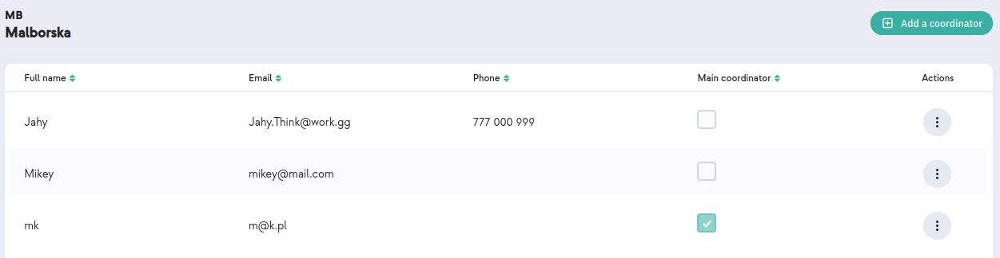 MB
Malborska
Add a coordinator
Full name Email Phone Main coordinator Actions
Jahy Jahy.Think@work.gg 777 000 999
Mikey mikey@mail.com
mk m@k.pl